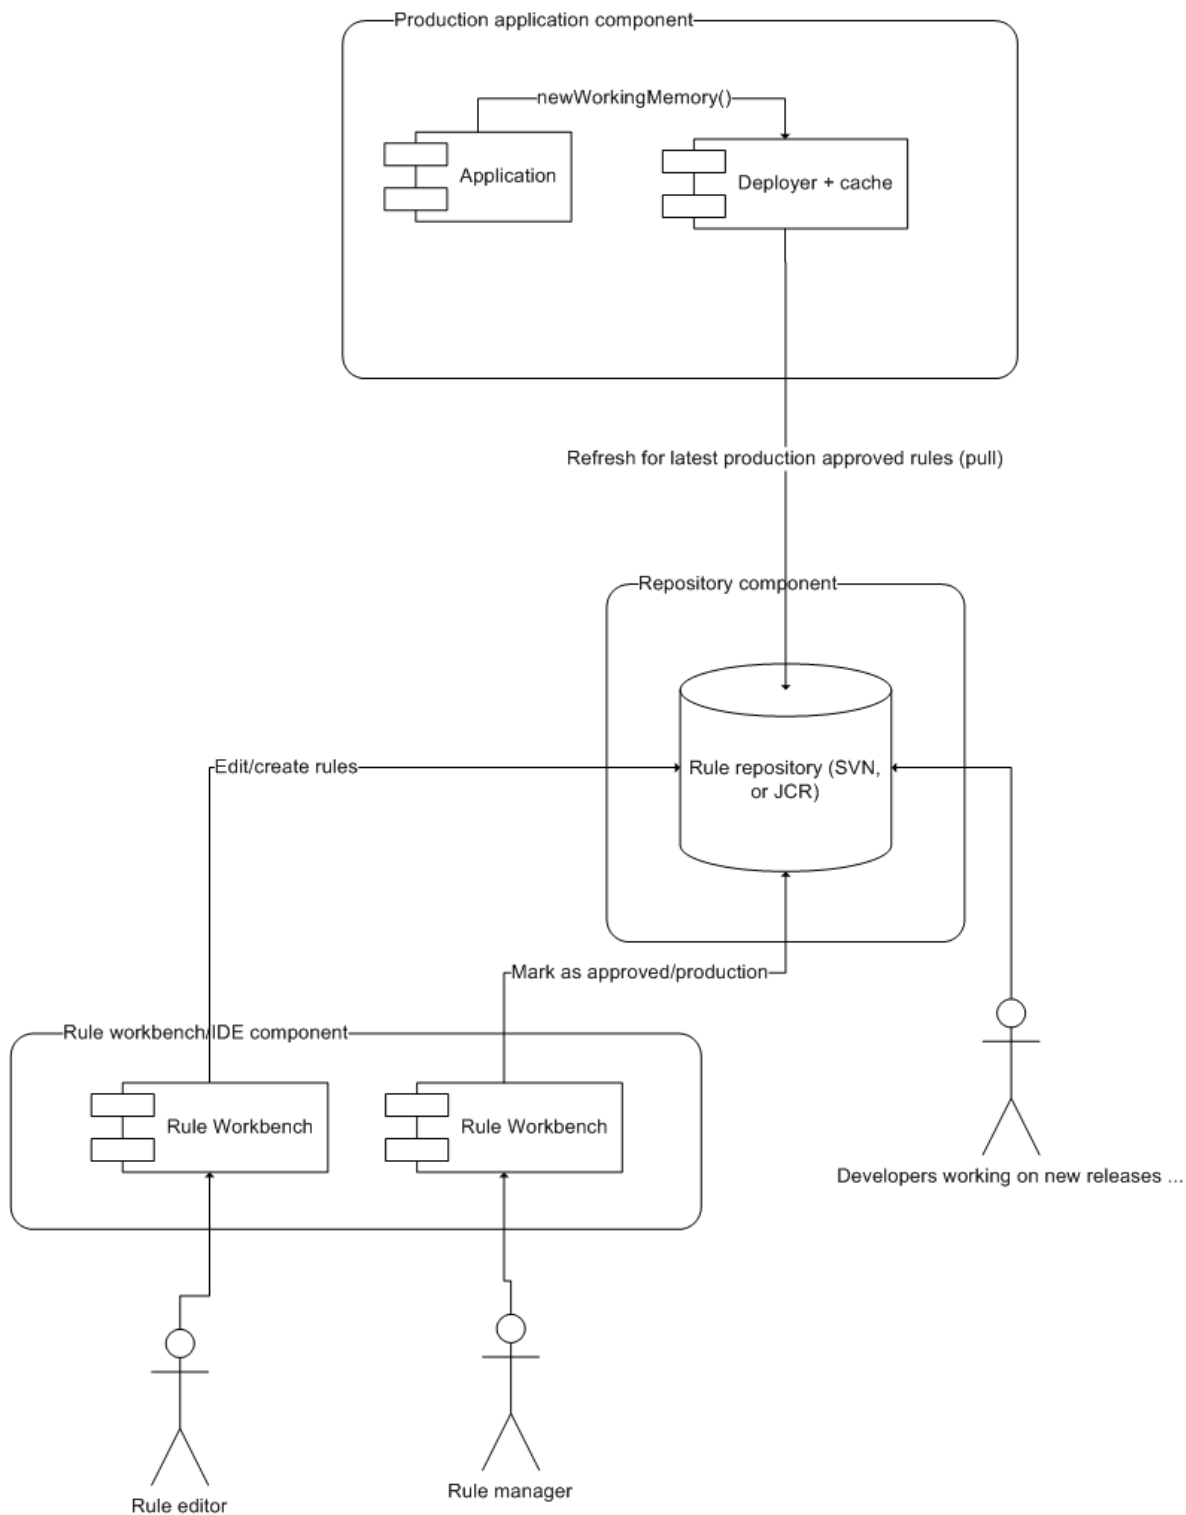 Production application component
newWorkingMemory()
Application
Deployer + cache
Refresh for latest production approved rules (pull)
Repository component
Edit/create rules
Rule repository (SVN,
or JCR)
Mark as approved/production
Rule workbench/IDE component
Rule Workbench
Rule Workbench
Developers working on new releases ...
Rule manager
Rule editor